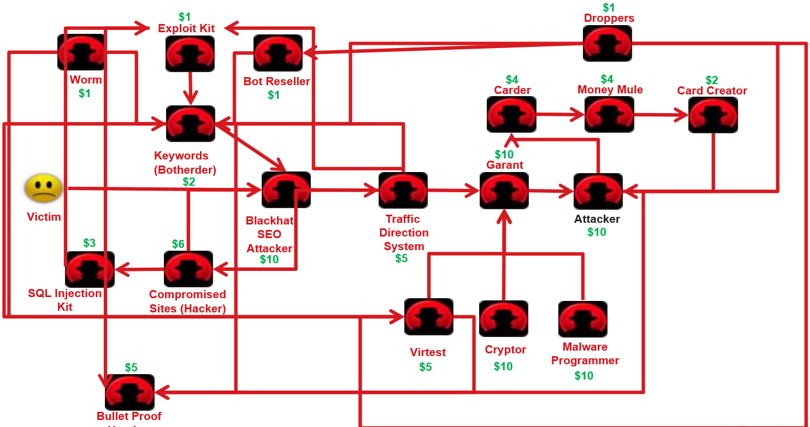 $1
Exploit Kit
$1
Droppers
Worm
$1
Bot Reseller
$1
$4
Carder
$4
Money Mule
$2
Card Creator
Keywords
(Botherder)
$2
$10
Garant
Victim
Blackhat
SEO
Attacker
$10
Traffic
Direction
System
$5
Attacker
$10
$3
SQL Injection
Kit
$6
Compromised
Sites (Hacker)
Virtest
$5
Cryptor
$10
Malware
Programmer
$10
$5
Bullet Proof